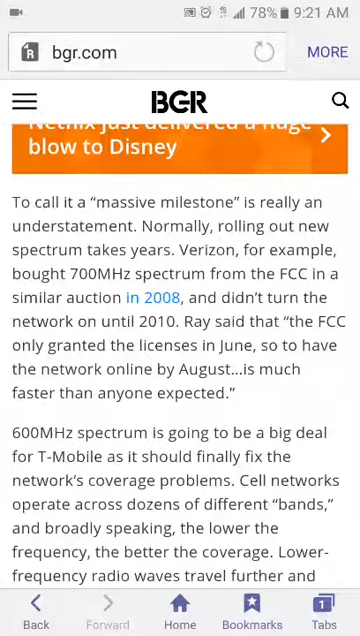 78% 9:21 AM
bgr.com
MORE
BGR
Netflix just delivered a huge
blow to Disney
To call it a “massive milestone” is really an
understatement. Normally, rolling out new
spectrum takes years. Verizon, for example,
bought 700MHz spectrum from the FCC in a
similar auction in 2008, and didn’t turn the
network on until 2010. Ray said that “the FCC
only granted the licenses in June, so to have
the network online by August...is much
faster than anyone expected.”
600MHz spectrum is going to be a big deal
for T-Mobile as it should finally fix the
network’s coverage problems. Cell networks
operate across dozens of different “bands,”
and broadly speaking, the lower the
frequency, the better the coverage. Lower-
frequency radio waves travel further and
Back Forward Home Bookmarks Tabs